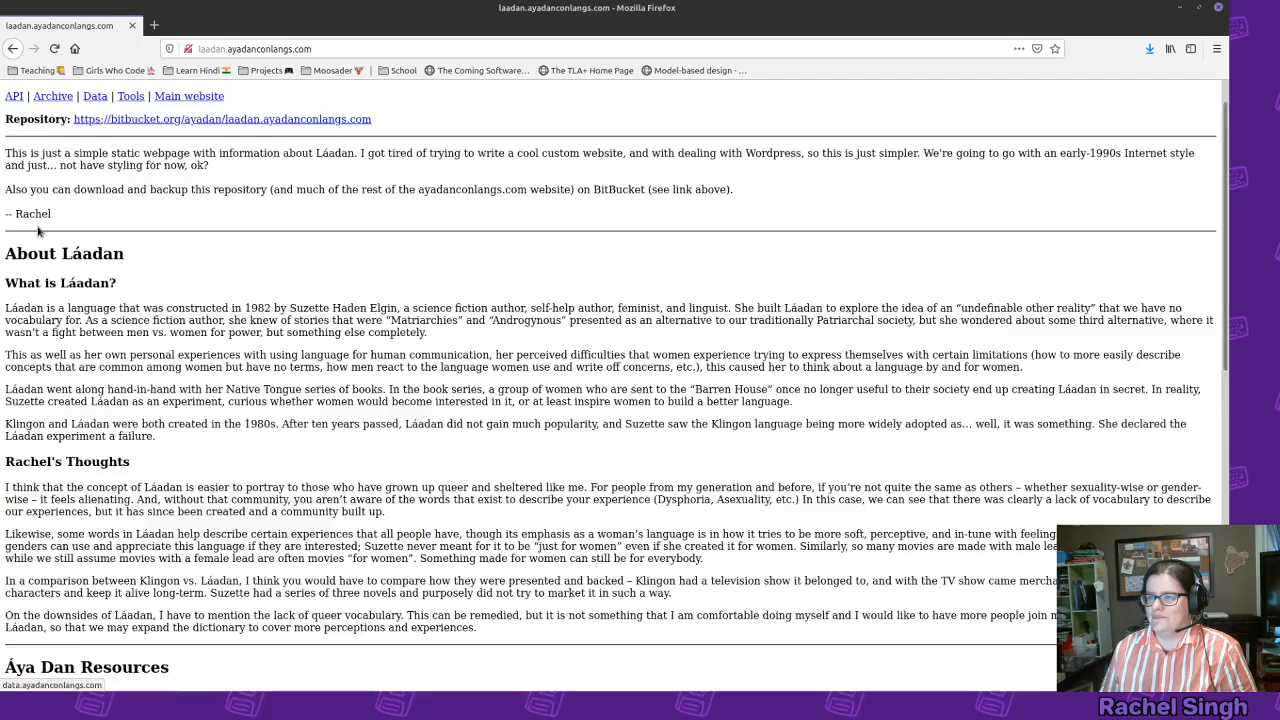 laadan.ayadanconlangs.com - Mozilla Firefox
laadan.ayadanconlangs.com
laadan.ayadanconlangs.com
Teaching Girls Who Code Learn Hindi Projects Moosader School The Coming Software... The TLA+ Home Page Model-based design - ...
API | Archive | Data | Tools | Main website
Repository: https://bitbucket.org/ayadan/laadan.ayadanconlangs.com
This is just a simple static webpage with information about Láadan. I got tired of trying to write a cool custom website, and with dealing with Wordpress, so this is just simpler. We're going to go with an early-1990s Internet style
and just... not have styling for now, ok?
Also you can download and backup this repository (and much of the rest of the ayadanconlangs.com website) on BitBucket (see link above).
-- Rachel
About Láadan
What is Láadan?
Láadan is a language that was constructed in 1982 by Suzette Haden Elgin, a science fiction author, self-help author, feminist, and linguist. She built Láadan to explore the idea of an “undefinable other reality” that we have no
vocabulary for. As a science fiction author, she knew of stories that were “Matriarchies” and “Androgynous” presented as an alternative to our traditionally Patriarchal society, but she wondered about some third alternative, where it
wasn’t a fight between men vs. women for power, but something else completely.
This as well as her own personal experiences with using language for human communication, her perceived difficulties that women experience trying to express themselves with certain limitations (how to more easily describe
concepts that are common among women but have no terms, how men react to the language women use and write off concerns, etc.), this caused her to think about a language by and for women.
Láadan went along hand-in-hand with her Native Tongue series of books. In the book series, a group of women who are sent to the “Barren House” once no longer useful to their society end up creating Láadan in secret. In reality,
Suzette created Láadan as an experiment, curious whether women would become interested in it, or at least inspire women to build a better language.
Klingon and Láadan were both created in the 1980s. After ten years passed, Láadan did not gain much popularity, and Suzette saw the Klingon language being more widely adopted as… well, it was something. She declared the
Láadan experiment a failure.
Rachel's Thoughts
I think that the concept of Láadan is easier to portray to those who have grown up queer and sheltered like me. For people from my generation and before, if you’re not quite the same as others – whether sexuality-wise or gender-
wise – it feels alienating. And, without that community, you aren’t aware of the words that exist to describe your experience (Dysphoria, Asexuality, etc.) In this case, we can see that there was clearly a lack of vocabulary to describe
our experiences, but it has since been created and a community built up.
Likewise, some words in Láadan help describe certain experiences that all people have, though its emphasis as a woman’s language is in how it tries to be more soft, perceptive, and in-tune with feeling
genders can use and appreciate this language if they are interested; Suzette never meant for it to be “just for women” even if she created it for women. Similarly, so many movies are made with male lea
while we still assume movies with a female lead are often movies “for women”. Something made for women can still be for everybody.
In a comparison between Klingon vs. Láadan, I think you would have to compare how they were presented and backed – Klingon had a television show it belonged to, and with the TV show came mercha
characters and keep it alive long-term. Suzette had a series of three novels and purposely did not try to market it in such a way.
On the downsides of Láadan, I have to mention the lack of queer vocabulary. This can be remedied, but it is not something that I am comfortable doing myself and I would like to have more people join m
Láadan, so that we may expand the dictionary to cover more perceptions and experiences.
Áya Dan Resources
data.ayadanconlangs.com
Rachel Singh